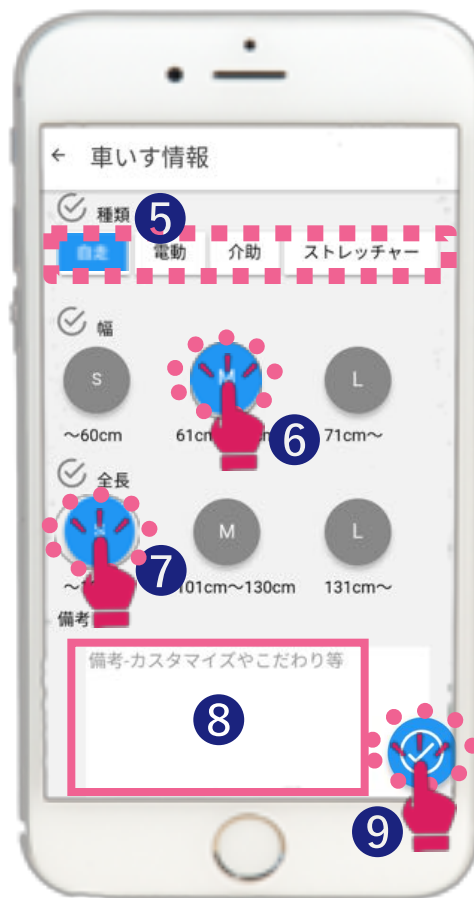 ← 車いす情報
種類 5
自走 電動 介助 ストレッチャー
幅
S M L
~60cm 61cm 71cm~
6
全長
M L
7
101cm~130cm 131cm~
備考
備考-カスタマイズやこだわり等
8
9